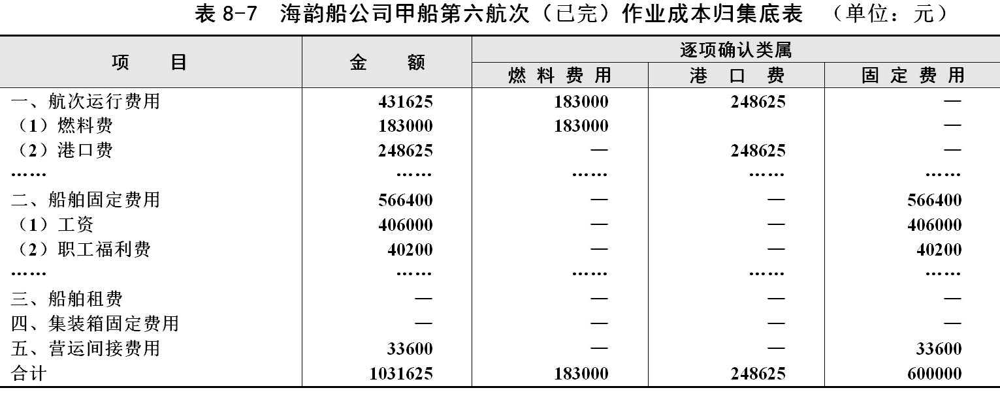 表 8-7 海韵船公司甲船第六航次（已完）作业成本归集底表 （单位：元）
项 目 金 额 逐项确认类属
燃料费用 港口费 固定费用
一、航次运行费用 431625 183000 248625 —
（1）燃料费 183000 183000 —
（2）港口费 248625 — 248625 —
…… …… …… …… ……
二、船舶固定费用 566400 — — 566400
（1）工资 406000 — — 406000
（2）职工福利费 40200 — — 40200
…… …… …… …… ……
三、船舶租费 — — — —
四、集装箱固定费用 — — — —
五、营运间接费用 33600 — — 33600
合计 1031625 183000 248625 600000